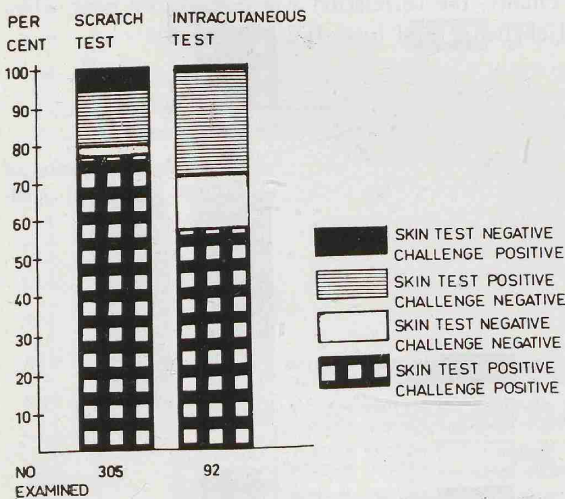 PER CENT
SCRATCH TEST
INTRACUTANEOUS TEST
100
90
80
70
60
50
40
30
20
10
SKIN TEST NEGATIVE
CHALLENGE POSITIVE
SKIN TEST POSITIVE
CHALLENGE NEGATIVE
SKIN TEST NEGATIVE
CHALLENGE NEGATIVE
SKIN TEST POSITIVE
CHALLENGE POSITIVE
NO 305 92
EXAMINED